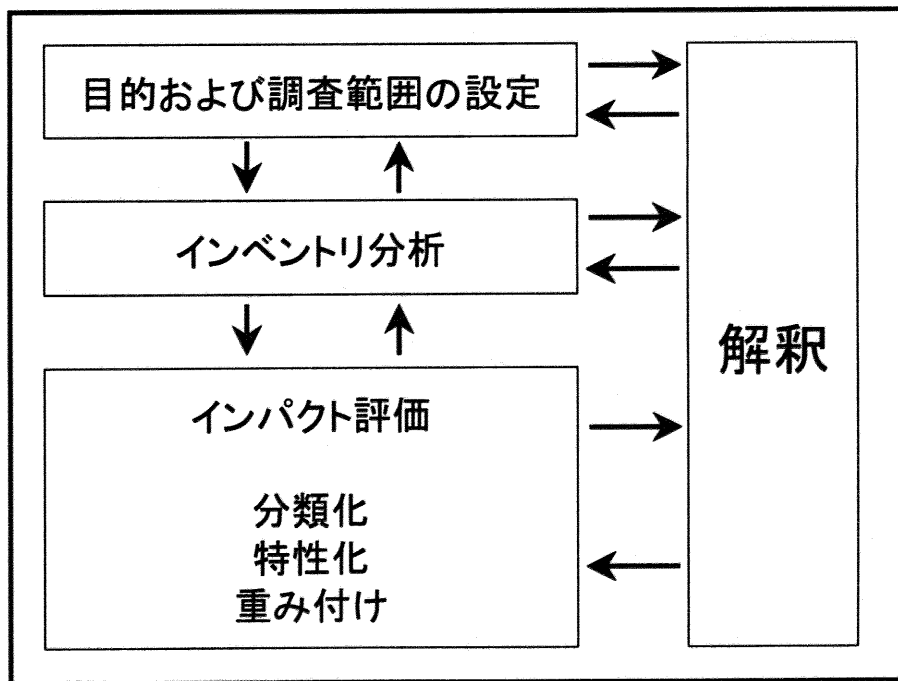 目的および調査範囲の設定
インベントリ分析
インパクト評価
分類化
特性化
重み付け
解釈